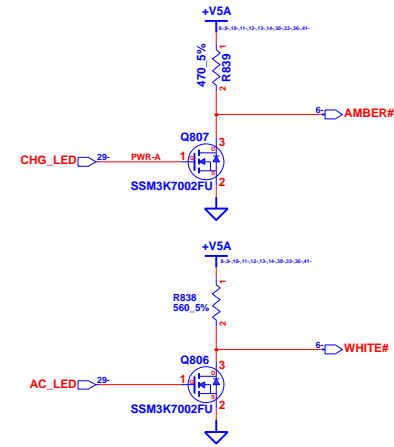 +V5A
8-,9-,10-,11-,12-,13-,14-,30-,33-,36-,41-
1
470_5%
R839
2
6-
AMBER#
Q807
3
CHG_LED
29-
PWR-A
1
D
G
S
SSM3K7002FU
2
+V5A
8-,9-,10-,11-,12-,13-,14-,30-,33-,36-,41-
1
R838
560_5%
2
6-
WHITE#
Q806
3
AC_LED
29-
1
D
G
S
SSM3K7002FU
2